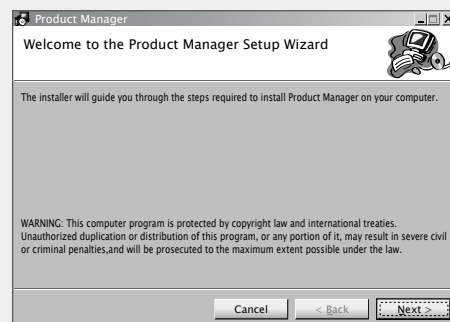 Product Manager
Welcome to the Product Manager Setup Wizard
The installer will guide you through the steps required to install Product Manager on your computer.
WARNING: This computer program is protected by copyright law and international treaties.
Unauthorized duplication or distribution of this program, or any portion of it, may result in severe civil
or criminal penalties,and will be prosecuted to the maximum extent possible under the law.
Cancel < Back Next >